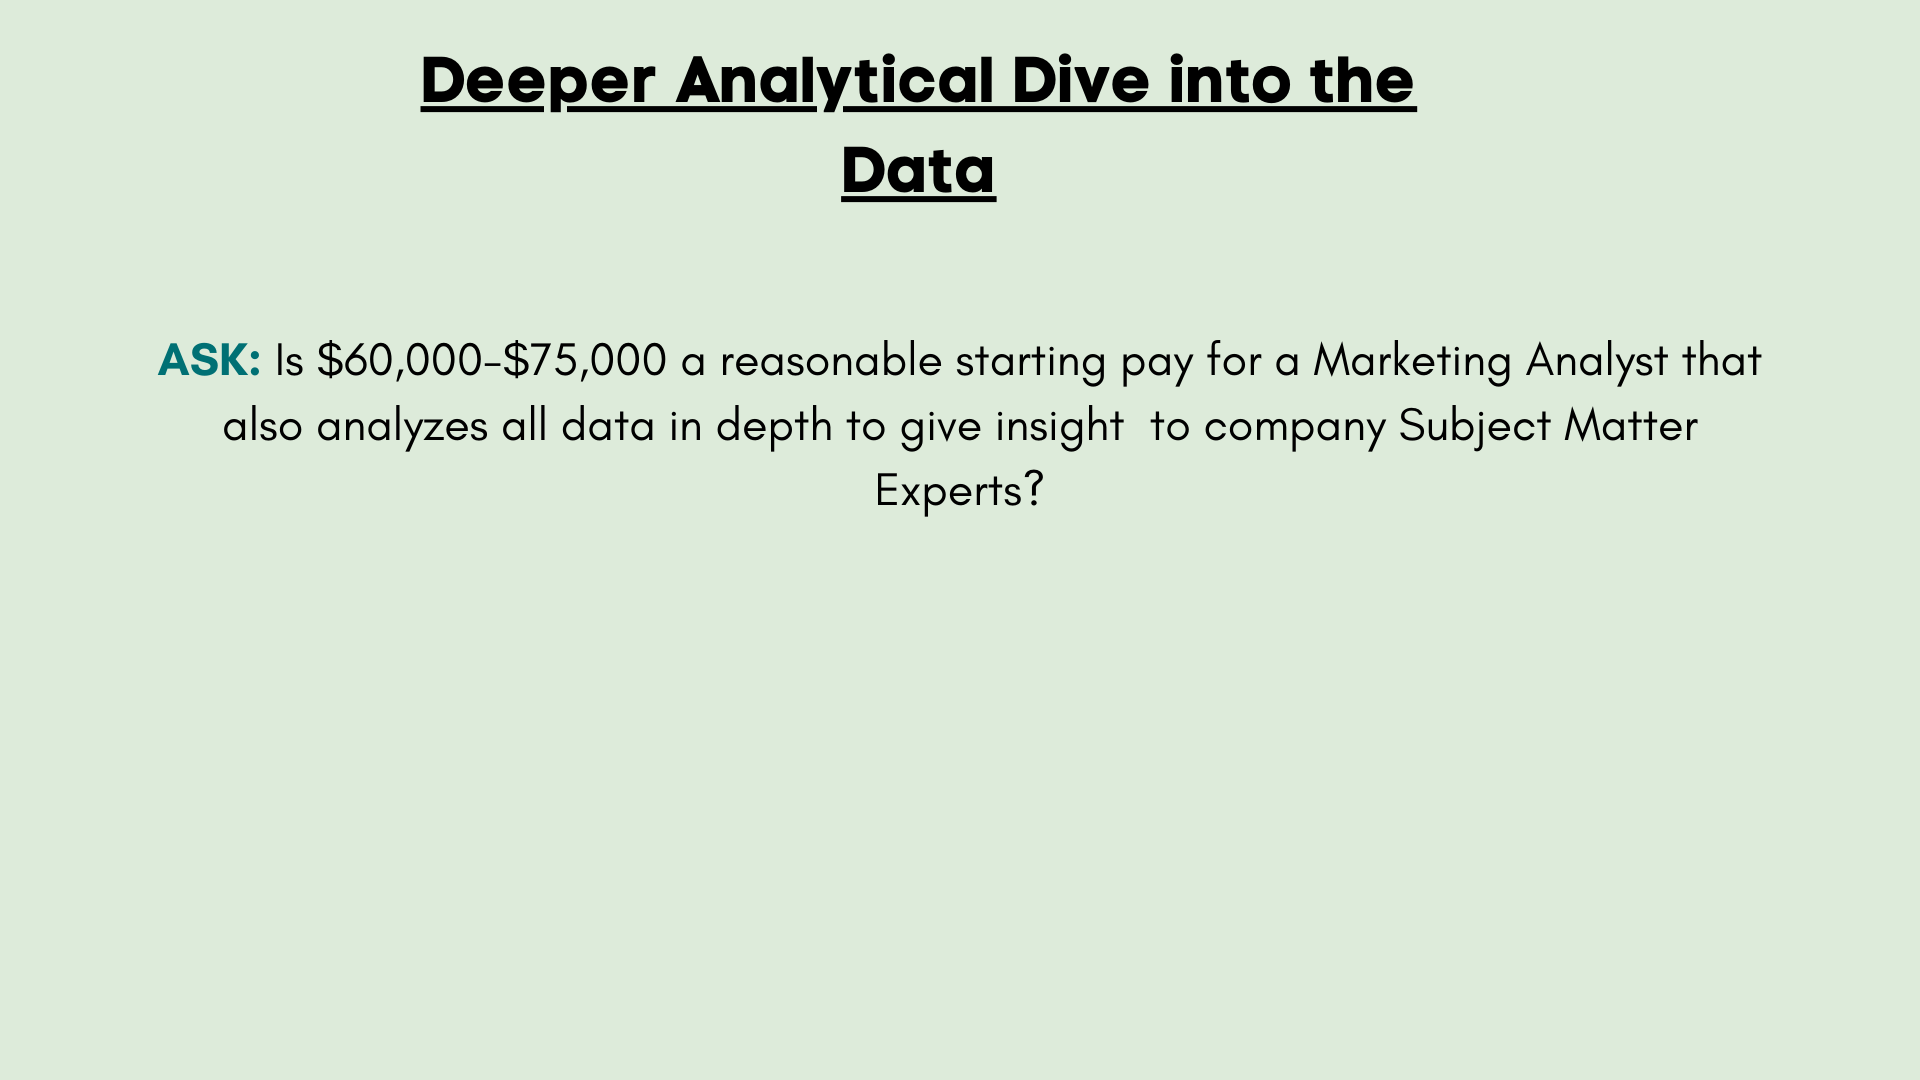 Deeper Analytical Dive into the
Data
ASK: Is $60,000-$75,000 a reasonable starting pay for a Marketing Analyst that
also analyzes all data in depth to give insight  to company Subject Matter
Experts?